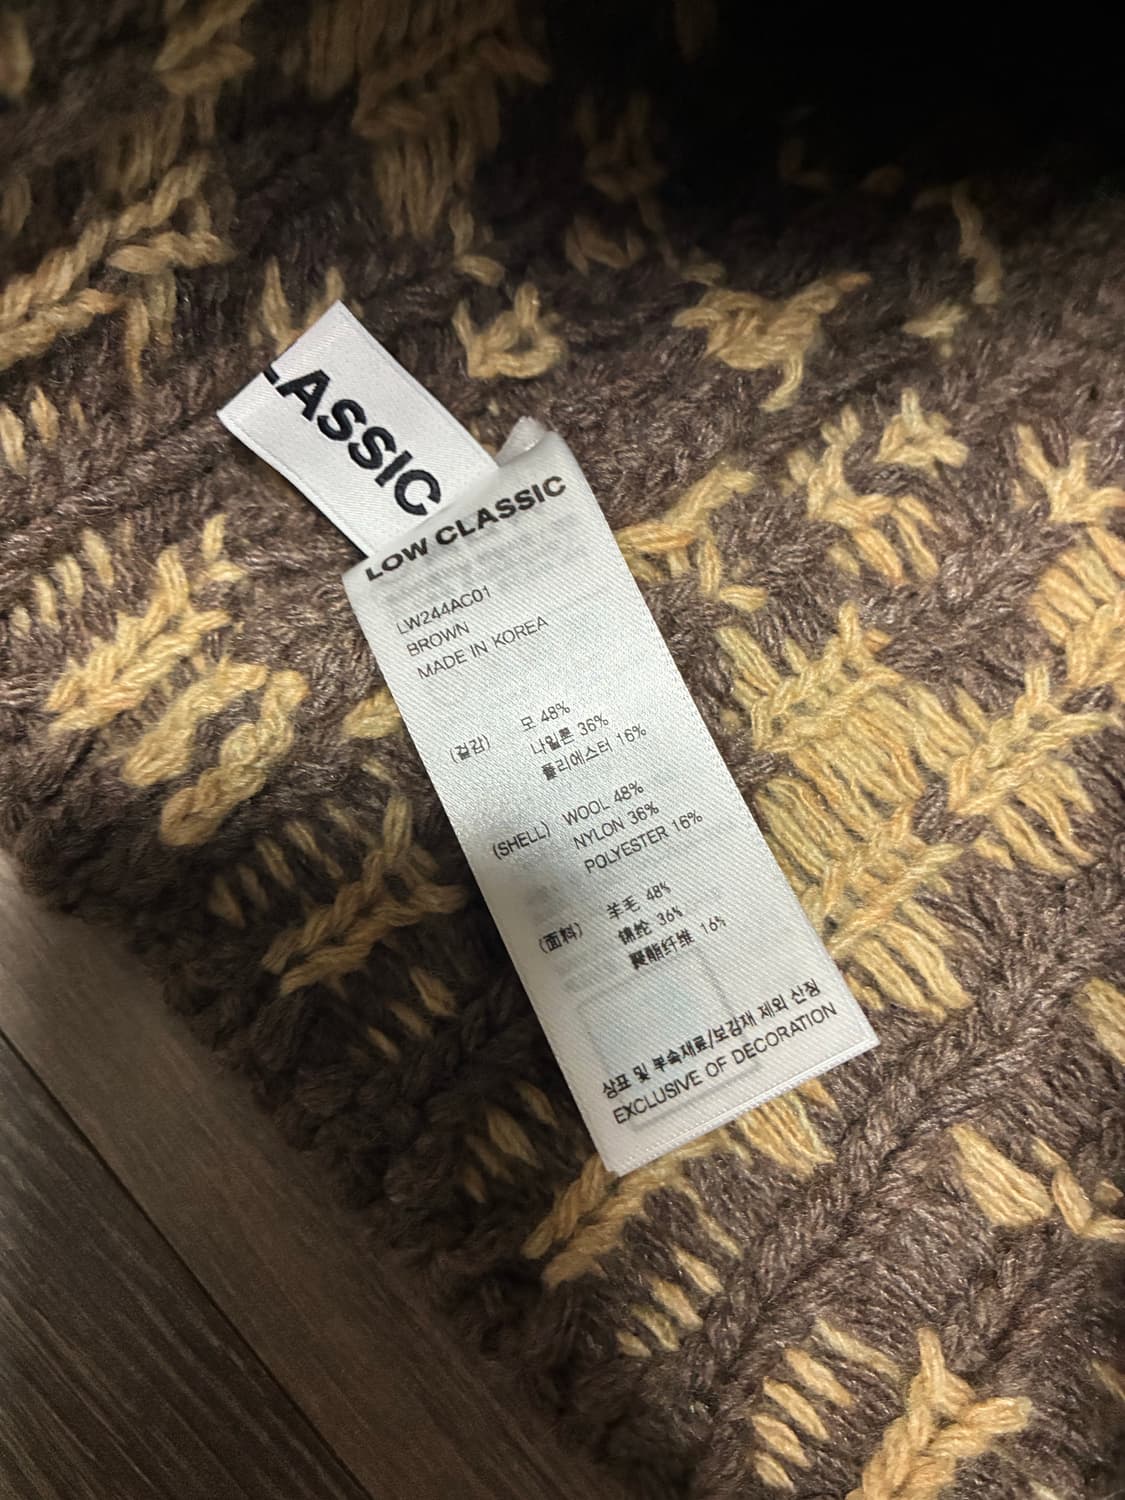 LASSIC
LOW CLASSIC
LW244AC01
BROWN
MADE IN KOREA
(겉감) 모 48%
나일론 36%
폴리에스터 16%
(SHELL) WOOL 48%
NYLON 36%
POLYESTER 16%
(面料) 羊毛 48%
锦纶 36%
聚酯纤维 16%
상표 및 부속재료/보강재 제외 산정
EXCLUSIVE OF DECORATION